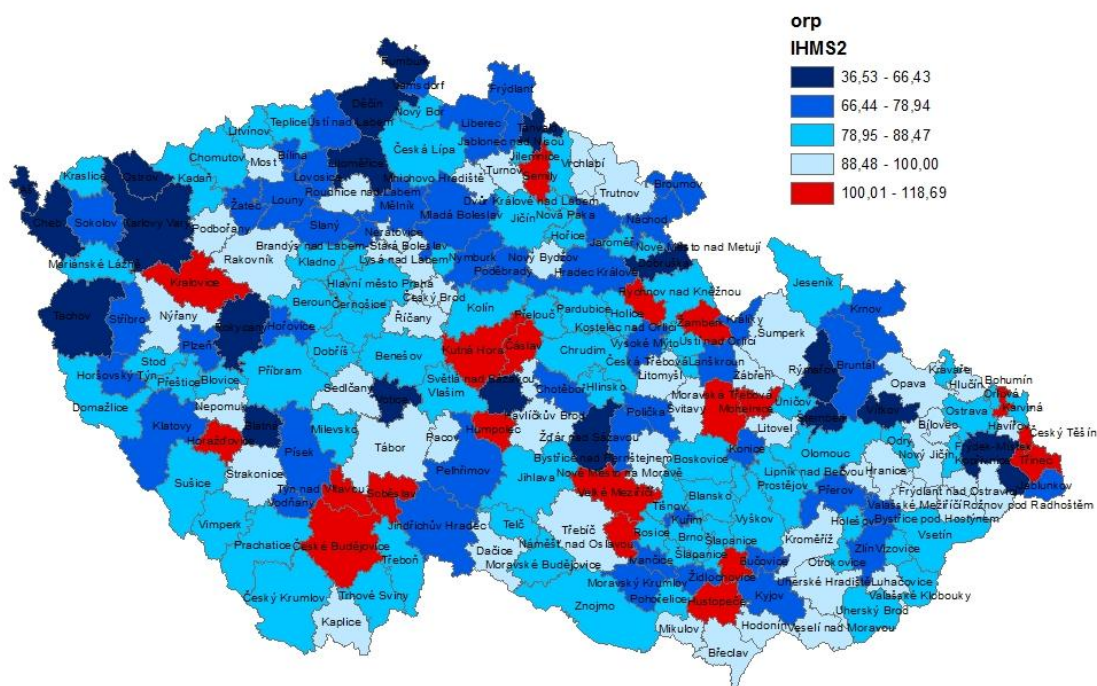 orp
IHMS2
36,53 - 66,43
66,44 - 78,94
78,95 - 88,47
88,48 - 100,00
100,01 - 118,69
Rumburk
Varnsdorf
Frýdlant
Děčín
Nový Bor
Liberec
Tanvald
Teplice
Ústí nad Labem
Jablonec nad Nisou
Litvínov
Bílina
Česká Lípa
Jilemnice
Chomutov
Most
Litoměřice
Turnov
Semily
Vrchlabí
Kraslice
Ostrov
Kadaň
Lovosice
Mnichovo Hradiště
Trutnov
Roudnice nad Labem
Dvůr Králové nad Labem
Broumov
Cheb
Sokolov
Karlovy Vary
Žatec
Louny
Mělník
Mladá Boleslav
Jičín
Nová Paka
Náchod
Podbořany
Slaný
Neratovice
Hořice
Jaroměř
Nové Město nad Metují
Mariánské Lázně
Rakovník
Brandýs nad Labem-Stará Boleslav
Kladno
Lysá nad Labem
Nymburk
Nový Bydžov
Dobruška
Poděbrady
Hradec Králové
Kralovice
Hlavní město Praha
Jeseník
Beroun
Černošice
Český Brod
Kolín
Přelouč
Pardubice
Holice
Rychnov nad Kněžnou
Tachov
Stříbro
Nýřany
Rokycany
Hořovice
Říčany
Kostelec nad Orlicí
Žamberk
Králíky
Šumperk
Krnov
Plzeň
Kutná Hora
Čáslav
Chrudim
Vysoké Mýto
Ústí nad Orlicí
Dobříš
Benešov
Česká Třebová
Lanškroun
Rýmařov
Bruntál
Stod
Horšovský Týn
Přeštice
Blovice
Příbram
Sedlčany
Vlašim
Světlá nad Sázavou
Chotěboř
Hlinsko
Litomyšl
Zábřeh
Opava
Kravaře
Hlučín
Bohumín
Domažlice
Nepomuk
Votice
Havlíčkův Brod
Polička
Svitavy
Moravská Třebová
Mohelnice
Uničov
Šternberk
Vítkov
Ostrava
Orlová
Karviná
Klatovy
Blatná
Milevsko
Tábor
Pacov
Humpolec
Žďár nad Sázavou
Litovel
Bílovec
Havířov
Český Těšín
Horažďovice
Písek
Bystřice nad Pernštejnem
Boskovice
Konice
Olomouc
Odry
Nový Jičín
Kopřivnice
Frýdek-Místek
Třinec
Strakonice
Pelhřimov
Jihlava
Nové Město na Moravě
Lipník nad Bečvou
Hranice
Jablunkov
Sušice
Týn nad Vltavou
Soběslav
Velké Meziříčí
Blansko
Prostějov
Přerov
Frýdlant nad Ostravicí
Vodňany
Tišnov
Valašské Meziříčí
Rožnov pod Radhoštěm
Vimperk
Jindřichův Hradec
Telč
Třebíč
Kuřim
Vyškov
Holešov
Bystřice pod Hostýnem
Prachatice
České Budějovice
Náměšť nad Oslavou
Rosice
Brno
Šlapanice
Kroměříž
Vsetín
Třeboň
Dačice
Moravské Budějovice
Ivančice
Šlapanice
Bučovice
Otrokovice
Zlín
Vizovice
Český Krumlov
Trhové Sviny
Moravský Krumlov
Židlochovice
Uherské Hradiště
Luhačovice
Valašské Klobouky
Kaplice
Znojmo
Pohořelice
Hustopeče
Kyjov
Uherský Brod
Mikulov
Hodonín
Veselí nad Moravou
Břeclav